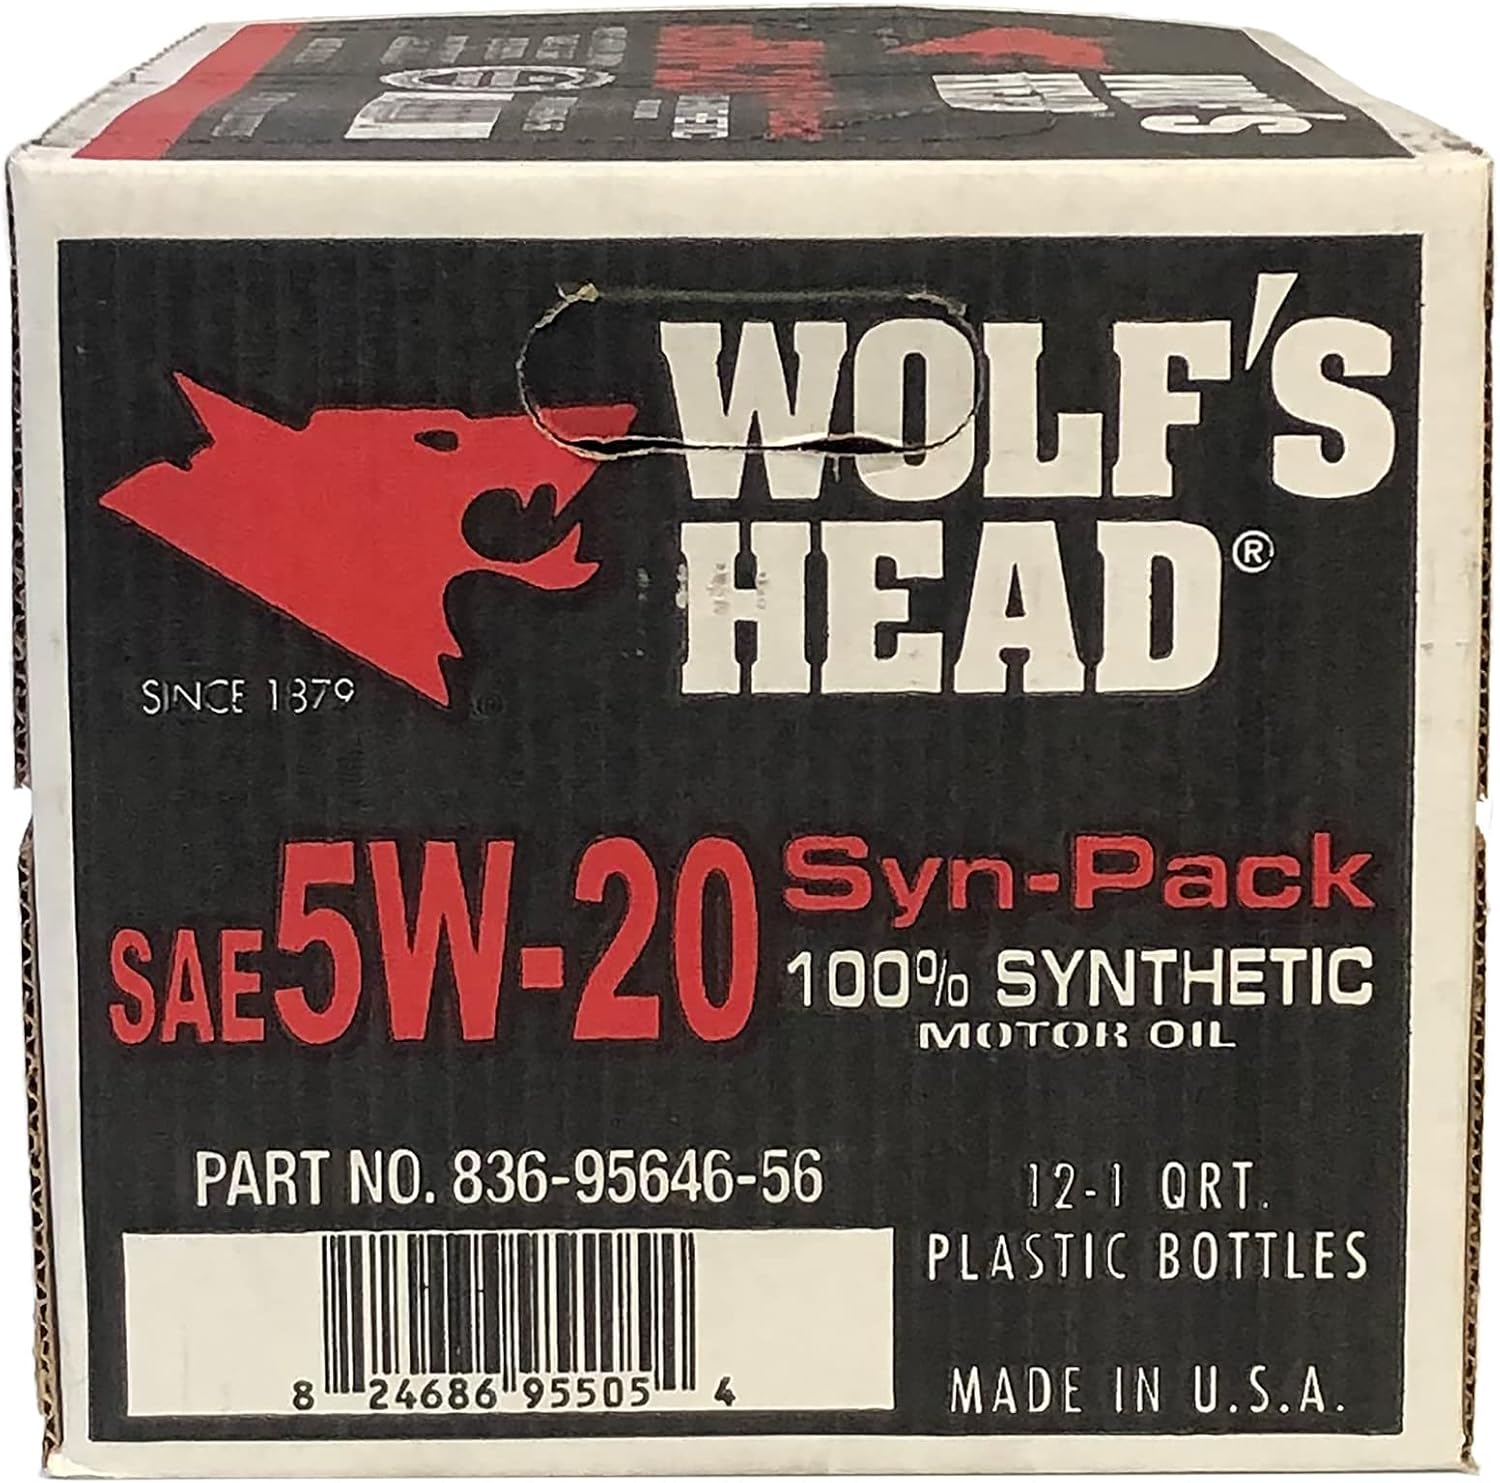 WOLF'S
HEAD®
SINCE 1879
SAE 5W-20
Syn-Pack
100% SYNTHETIC
MOTOR OIL
PART NO. 836-95646-56
12-1 QRT.
PLASTIC BOTTLES
8 24686 95505 4
MADE IN U.S.A.